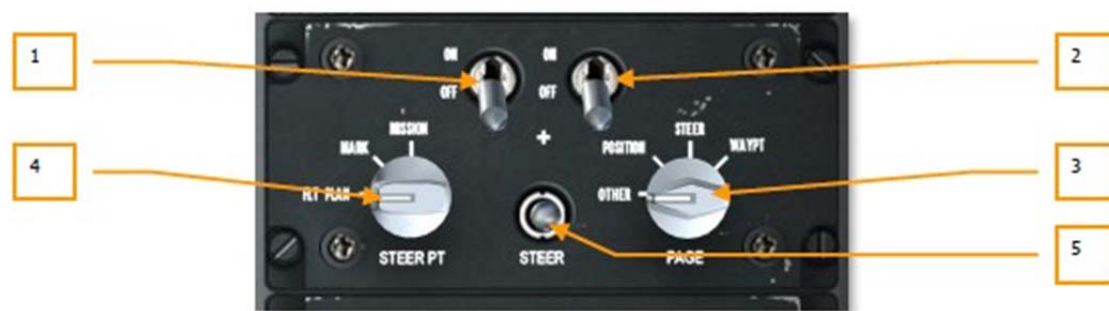 1
ON
ON
2
OFF
OFF
MISSION
STEER
MARK
POSITION
WAYPT
4
3
FLT PLAN
OTHER
STEER PT
STEER
PAGE
5